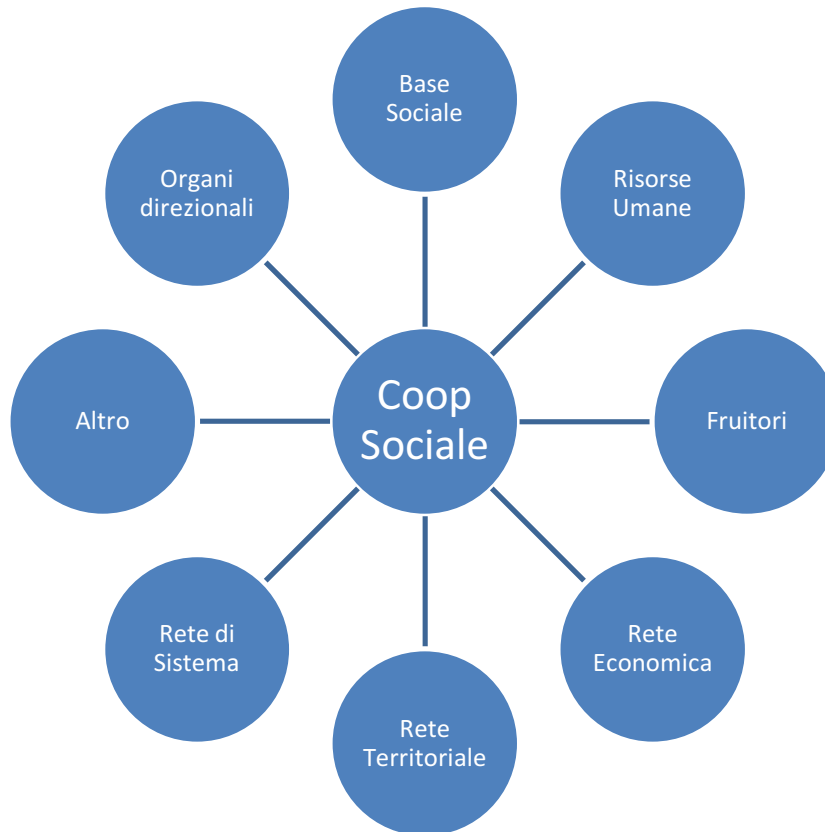 Base
Sociale
Organi
direzionali
Risorse
Umane
Altro
Coop
Sociale
Fruitori
Rete di
Sistema
Rete
Economica
Rete
Territoriale